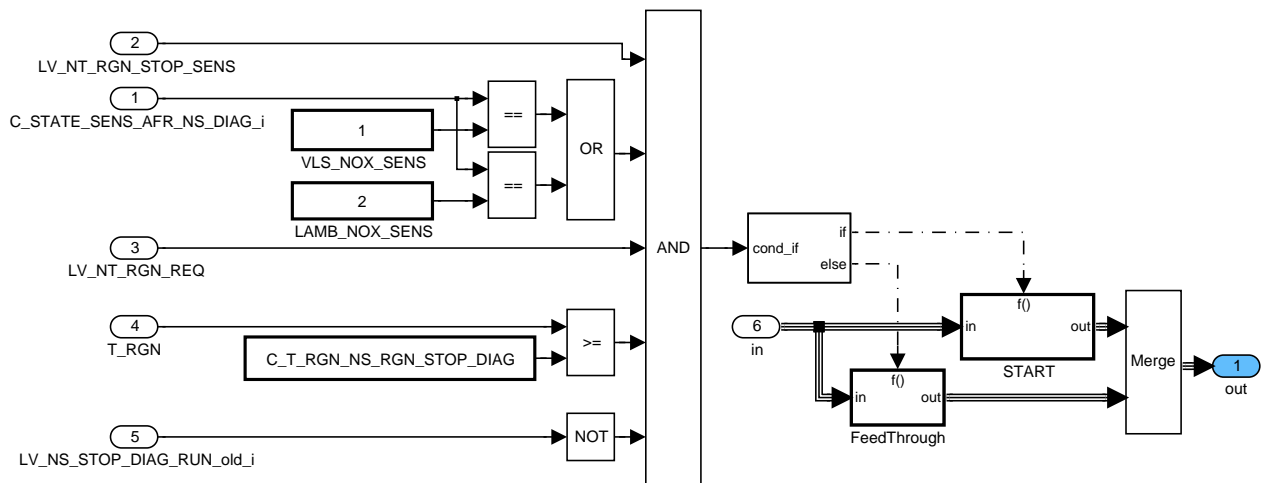 2
LV_NT_RGN_STOP_SENS
1
C_STATE_SENS_AFR_NS_DIAG_i
1
VLS_NOX_SENS
==
OR
2
LAMB_NOX_SENS
==
3
LV_NT_RGN_REQ
4
T_RGN
C_T_RGN_NS_RGN_STOP_DIAG
>=
5
LV_NS_STOP_DIAG_RUN_old_i
NOT
AND
cond_if
if
else
6
in
f()
in
out
START
f()
in
out
FeedThrough
Merge
1
out